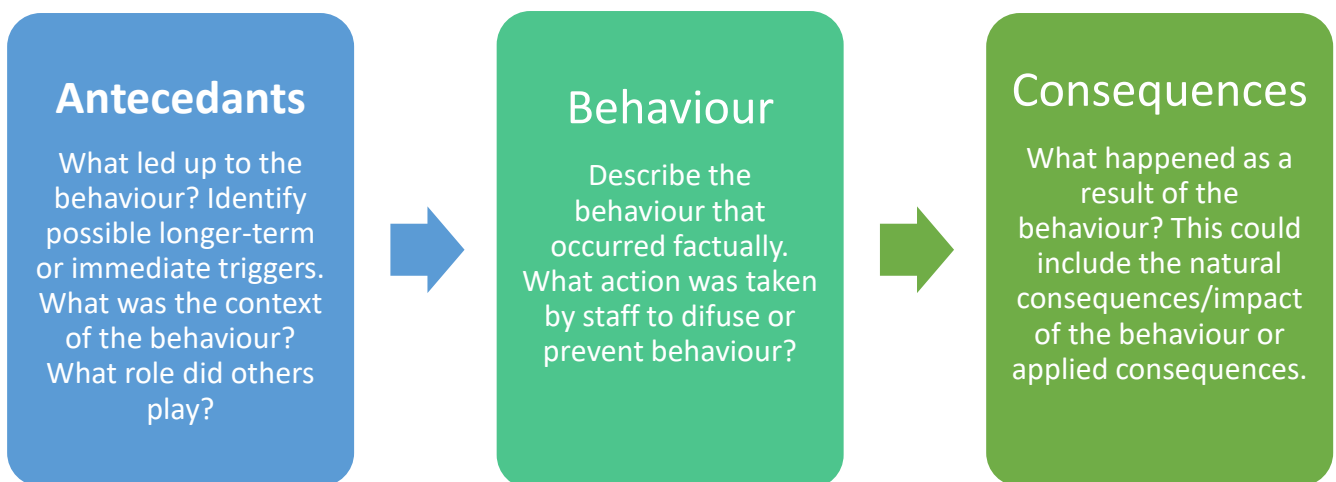 Antecedants
What led up to the
behaviour? Identify
possible longer-term
or immediate triggers.
What was the context
of the behaviour?
What role did others
play?
Behaviour
Describe the
behaviour that
occurred factually.
What action was taken
by staff to difuse or
prevent behaviour?
Consequences
What happened as a
result of the
behaviour? This could
include the natural
consequences/impact
of the behaviour or
applied consequences.